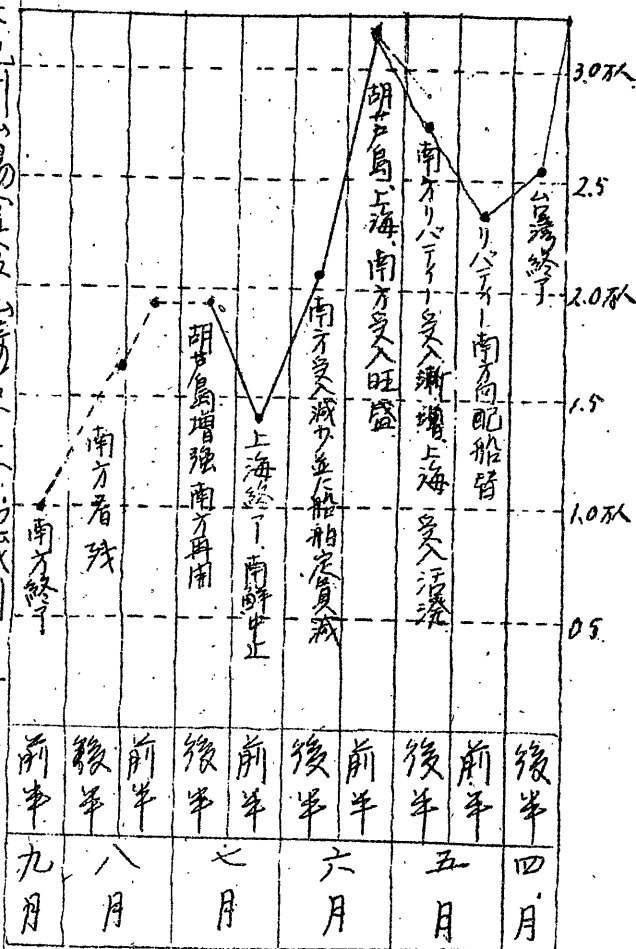 3.0万人
2.5
2.0万人
1.5
1.0万人
0.5
台湾終了
リバティー南方向配船替
南方リバティー受入漸増、上海受入活溌
胡芦島、上海、南方受入旺盛
南方受入減少並に船舶定員減
上海終了、南鮮中止
胡芦島増強 南方再開
南方者残
南方終了
四月 後半
五月 前半 後半
六月 前半 後半
七月 前半 後半
八月 前半 後半
九月 前半